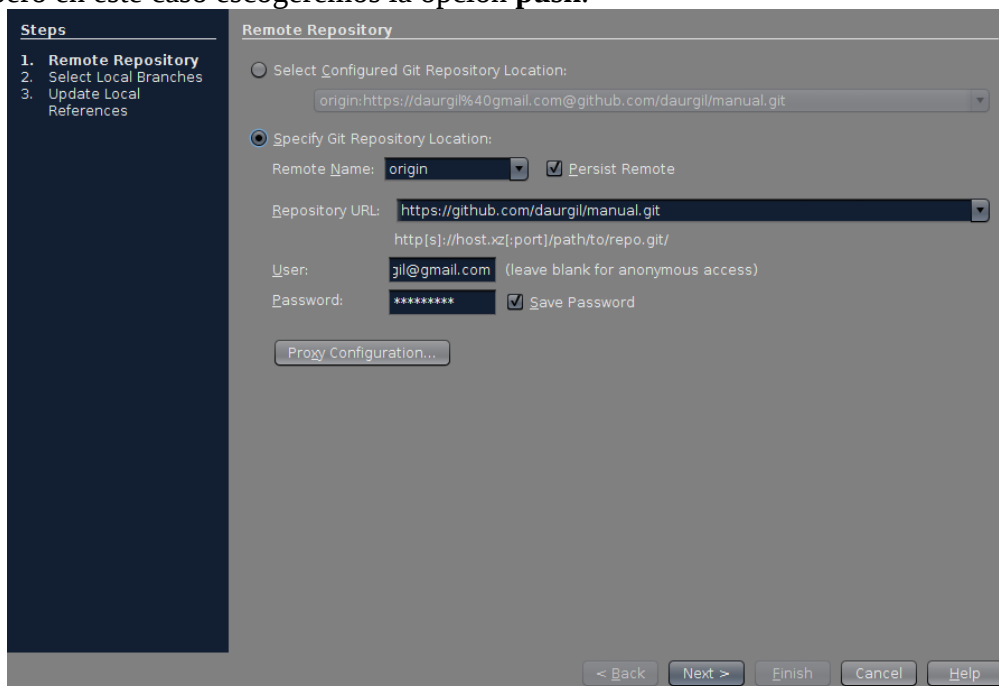 pero en este caso escogeremos la opción push.
Steps
1. Remote Repository
2. Select Local Branches
3. Update Local
References
Remote Repository
Select Configured Git Repository Location:
origin:https://daurgil%40gmail.com@github.com/daurgil/manual.git
Specify Git Repository Location:
Remote Name: origin Persist Remote
Repository URL: https://github.com/daurgil/manual.git
http[s]://host.xz[:port]/path/to/repo.git/
User: gil@gmail.com (leave blank for anonymous access)
Password: ********* Save Password
Proxy Configuration...
< Back Next > Finish Cancel Help